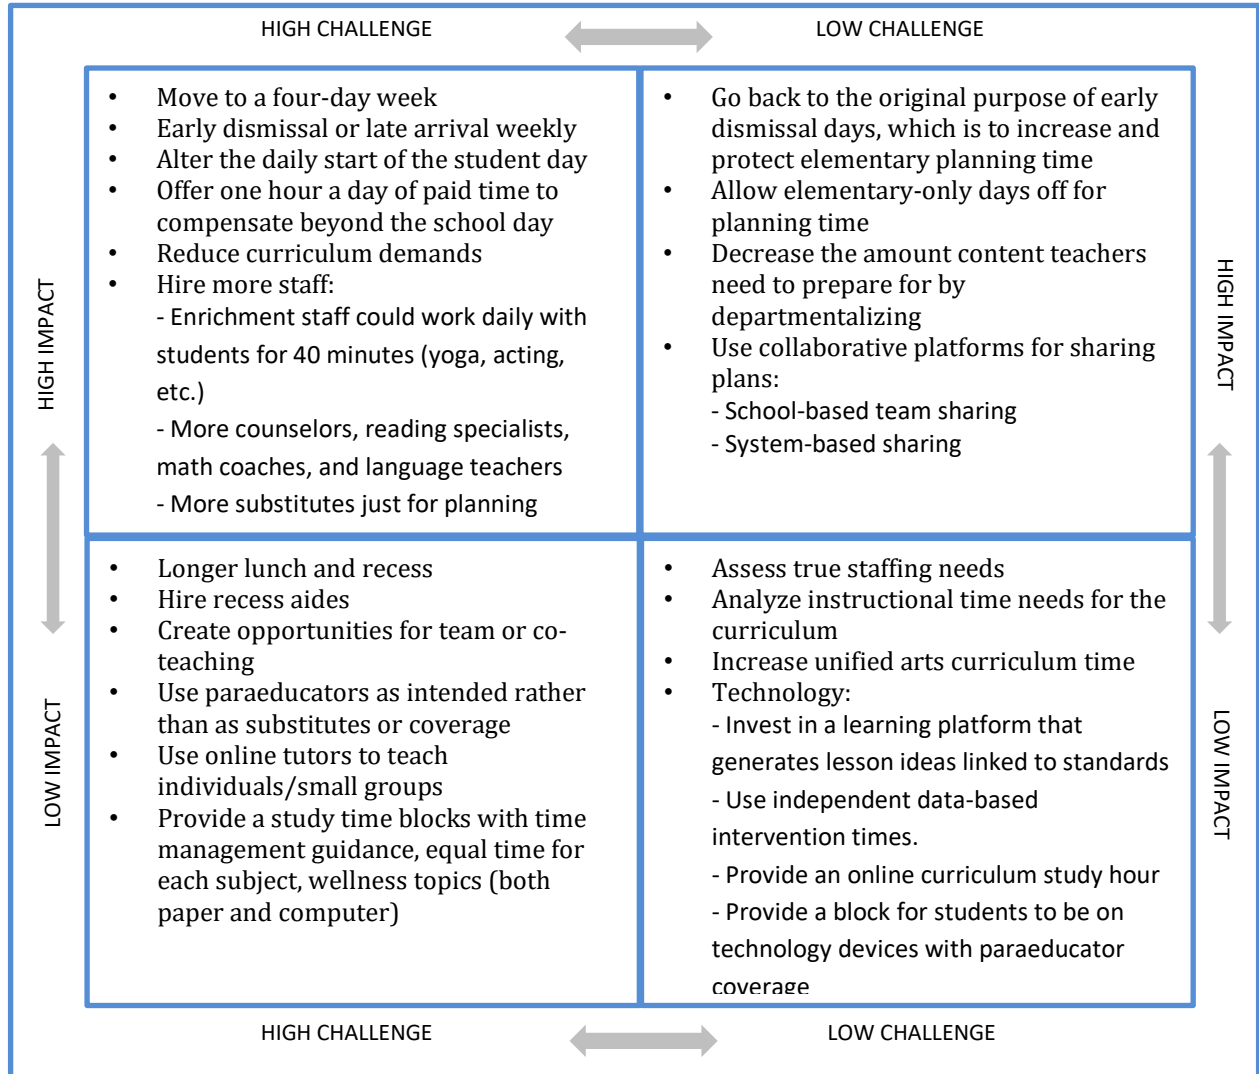 HIGH CHALLENGE
LOW CHALLENGE
HIGH IMPACT
LOW IMPACT
• Move to a four-day week
• Early dismissal or late arrival weekly
• Alter the daily start of the student day
• Offer one hour a day of paid time to
compensate beyond the school day
• Reduce curriculum demands
• Hire more staff:
- Enrichment staff could work daily with
students for 40 minutes (yoga, acting,
etc.)
- More counselors, reading specialists,
math coaches, and language teachers
- More substitutes just for planning
• Go back to the original purpose of early
dismissal days, which is to increase and
protect elementary planning time
• Allow elementary-only days off for
planning time
• Decrease the amount content teachers
need to prepare for by
departmentalizing
• Use collaborative platforms for sharing
plans:
- School-based team sharing
- System-based sharing
• Longer lunch and recess
• Hire recess aides
• Create opportunities for team or co-
teaching
• Use paraeducators as intended rather
than as substitutes or coverage
• Use online tutors to teach
individuals/small groups
• Provide a study time blocks with time
management guidance, equal time for
each subject, wellness topics (both
paper and computer)
• Assess true staffing needs
• Analyze instructional time needs for the
curriculum
• Increase unified arts curriculum time
• Technology:
- Invest in a learning platform that
generates lesson ideas linked to standards
- Use independent data-based
intervention times.
- Provide an online curriculum study hour
- Provide a block for students to be on
technology devices with paraeducator
coverage
HIGH IMPACT
LOW IMPACT
HIGH CHALLENGE
LOW CHALLENGE